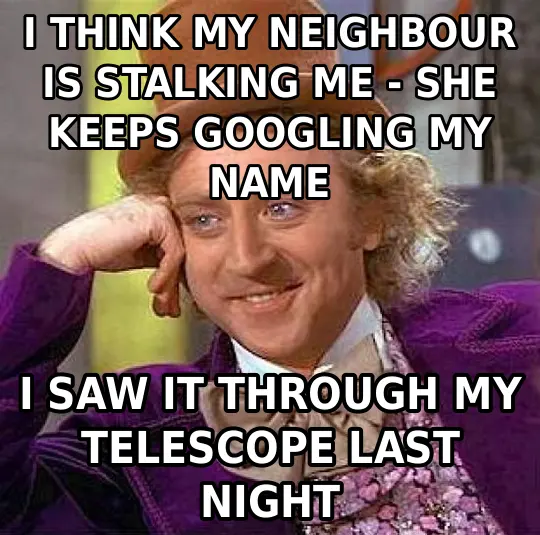 I THINK MY NEIGHBOUR
IS STALKING ME - SHE
KEEPS GOOGLING MY
NAME
I SAW IT THROUGH MY
TELESCOPE LAST
NIGHT